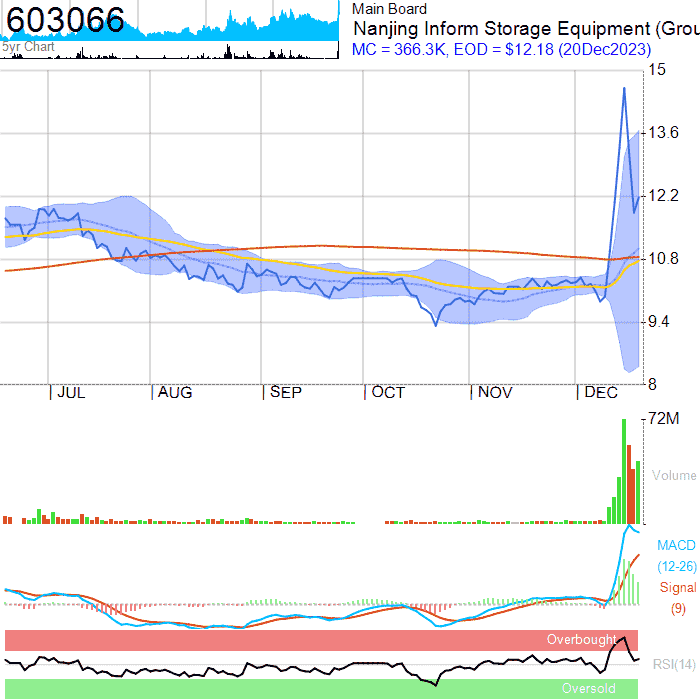 603066
5yr Chart
Main Board
Nanjing Inform Storage Equipment (Grou
MC = 366.3K, EOD = $12.18 (20Dec2023)
15
13.6
12.2
10.8
9.4
8
JUL AUG SEP OCT NOV DEC
72M
Volume
MACD
(12-26)
Signal
(9)
Overbought
RSI(14)
Oversold